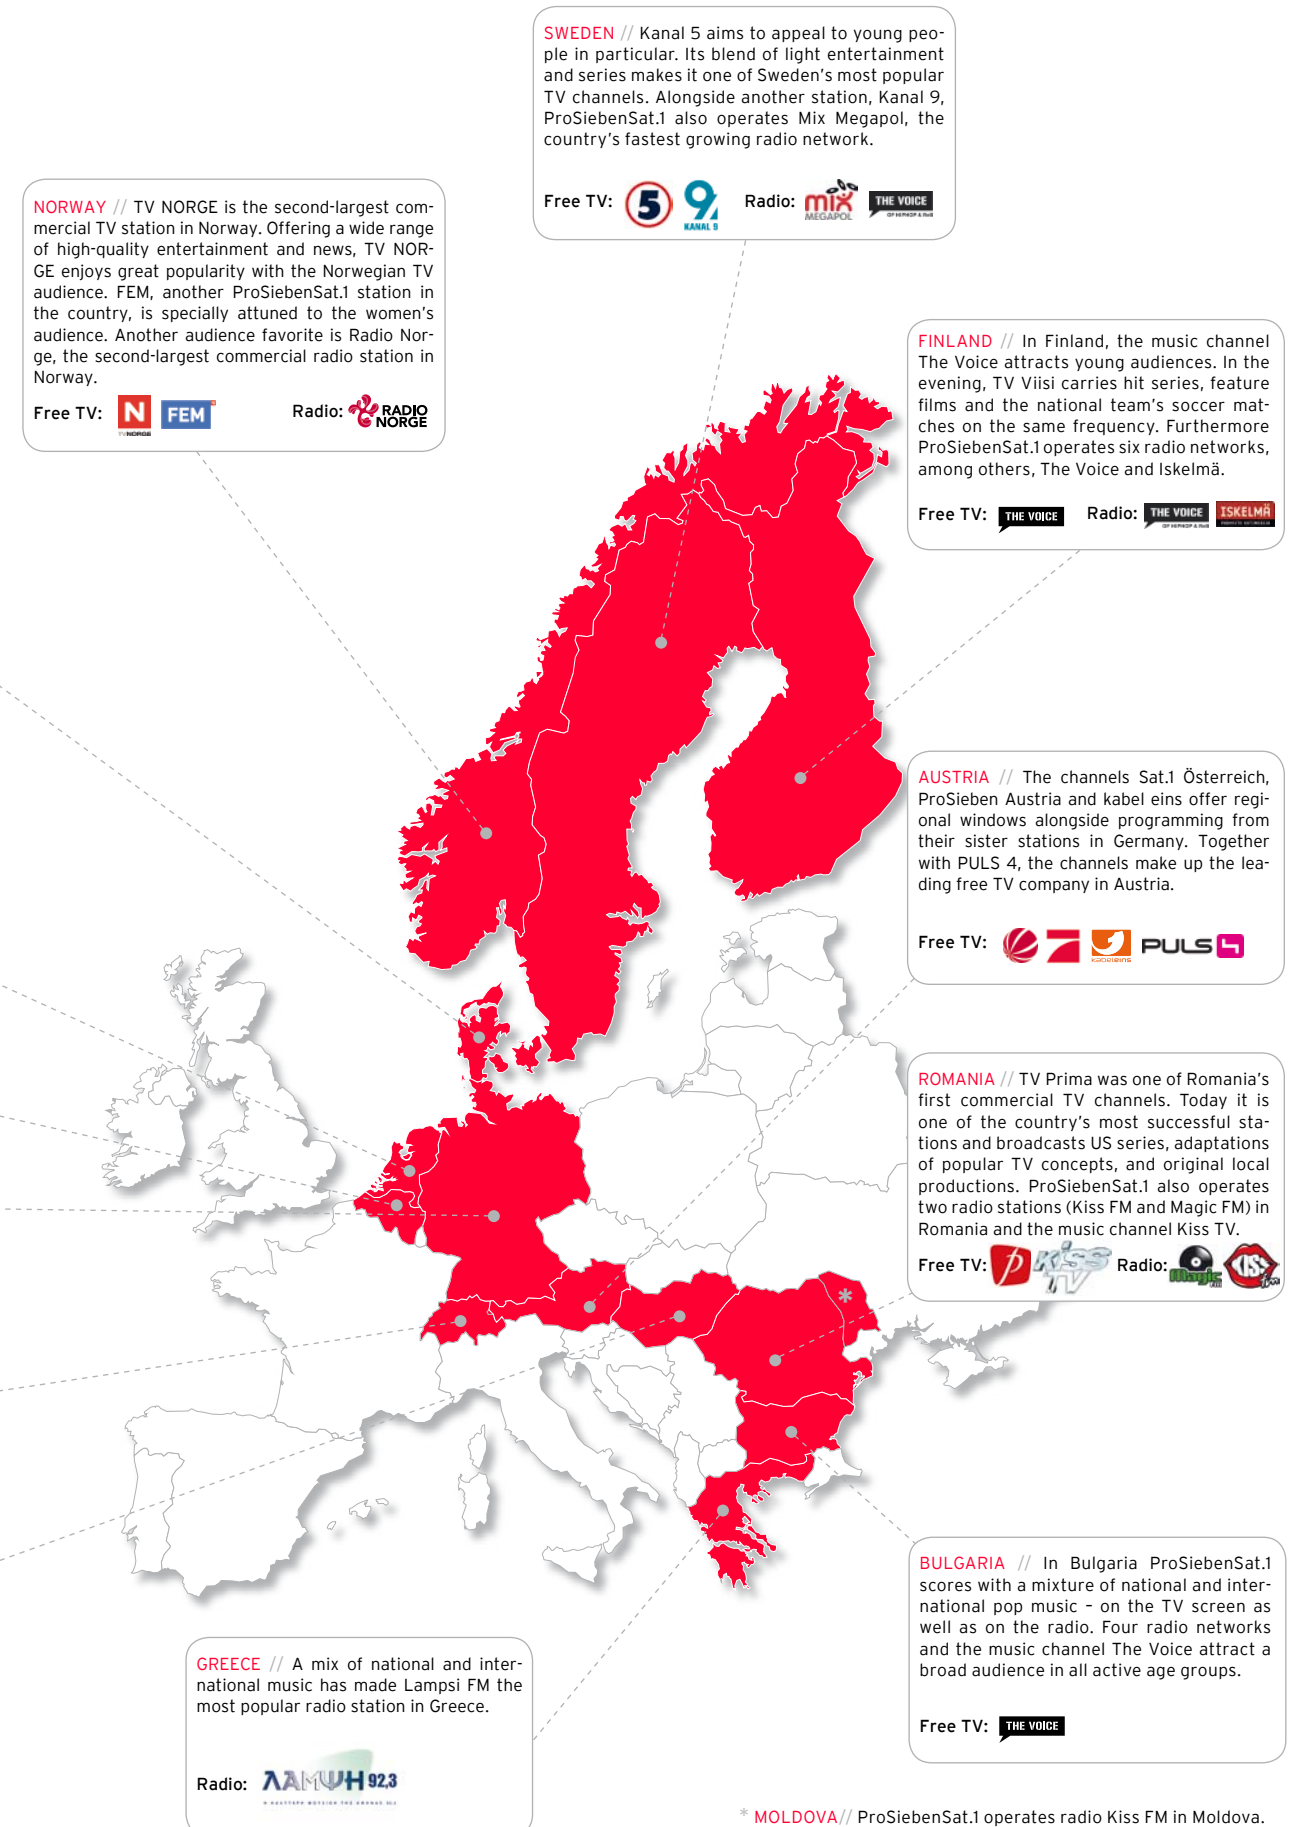 SWEDEN // Kanal 5 aims to appeal to young peo-
ple in particular. Its blend of light entertainment
and series makes it one of Sweden's most popular
TV channels. Alongside another station, Kanal 9,
ProSiebenSat.1 also operates Mix Megapol, the
country's fastest growing radio network.
Free TV: 5 9 KANAL 9 Radio: mix MEGAPOL THE VOICE OF HIPHOP & RnB
NORWAY // TV NORGE is the second-largest com-
mercial TV station in Norway. Offering a wide range
of high-quality entertainment and news, TV NOR-
GE enjoys great popularity with the Norwegian TV
audience. FEM, another ProSiebenSat.1 station in
the country, is specially attuned to the women's
audience. Another audience favorite is Radio Nor-
ge, the second-largest commercial radio station in
Norway.
Free TV: N TVNORGE FEM Radio: RADIO NORGE
FINLAND // In Finland, the music channel
The Voice attracts young audiences. In the
evening, TV Viisi carries hit series, feature
films and the national team's soccer mat-
ches on the same frequency. Furthermore
ProSiebenSat.1 operates six radio networks,
among others, The Voice and Iskelmä.
Free TV: THE VOICE Radio: THE VOICE OF HIPHOP & RnB ISKELMÄ
AUSTRIA // The channels Sat.1 Österreich,
ProSieben Austria and kabel eins offer regi-
onal windows alongside programming from
their sister stations in Germany. Together
with PULS 4, the channels make up the lea-
ding free TV company in Austria.
Free TV: kabeleins PULS 4
ROMANIA // TV Prima was one of Romania's
first commercial TV channels. Today it is
one of the country's most successful sta-
tions and broadcasts US series, adaptations
of popular TV concepts, and original local
productions. ProSiebenSat.1 also operates
two radio stations (Kiss FM and Magic FM) in
Romania and the music channel Kiss TV.
Free TV: p KISS TV Radio: Magic FM KISS fm
*
BULGARIA // In Bulgaria ProSiebenSat.1
scores with a mixture of national and inter-
national pop music – on the TV screen as
well as on the radio. Four radio networks
and the music channel The Voice attract a
broad audience in all active age groups.
Free TV: THE VOICE
GREECE // A mix of national and inter-
national music has made Lampsi FM the
most popular radio station in Greece.
Radio: ΛΑΜΨΗ 92,3
* MOLDOVA// ProSiebenSat.1 operates radio Kiss FM in Moldova.